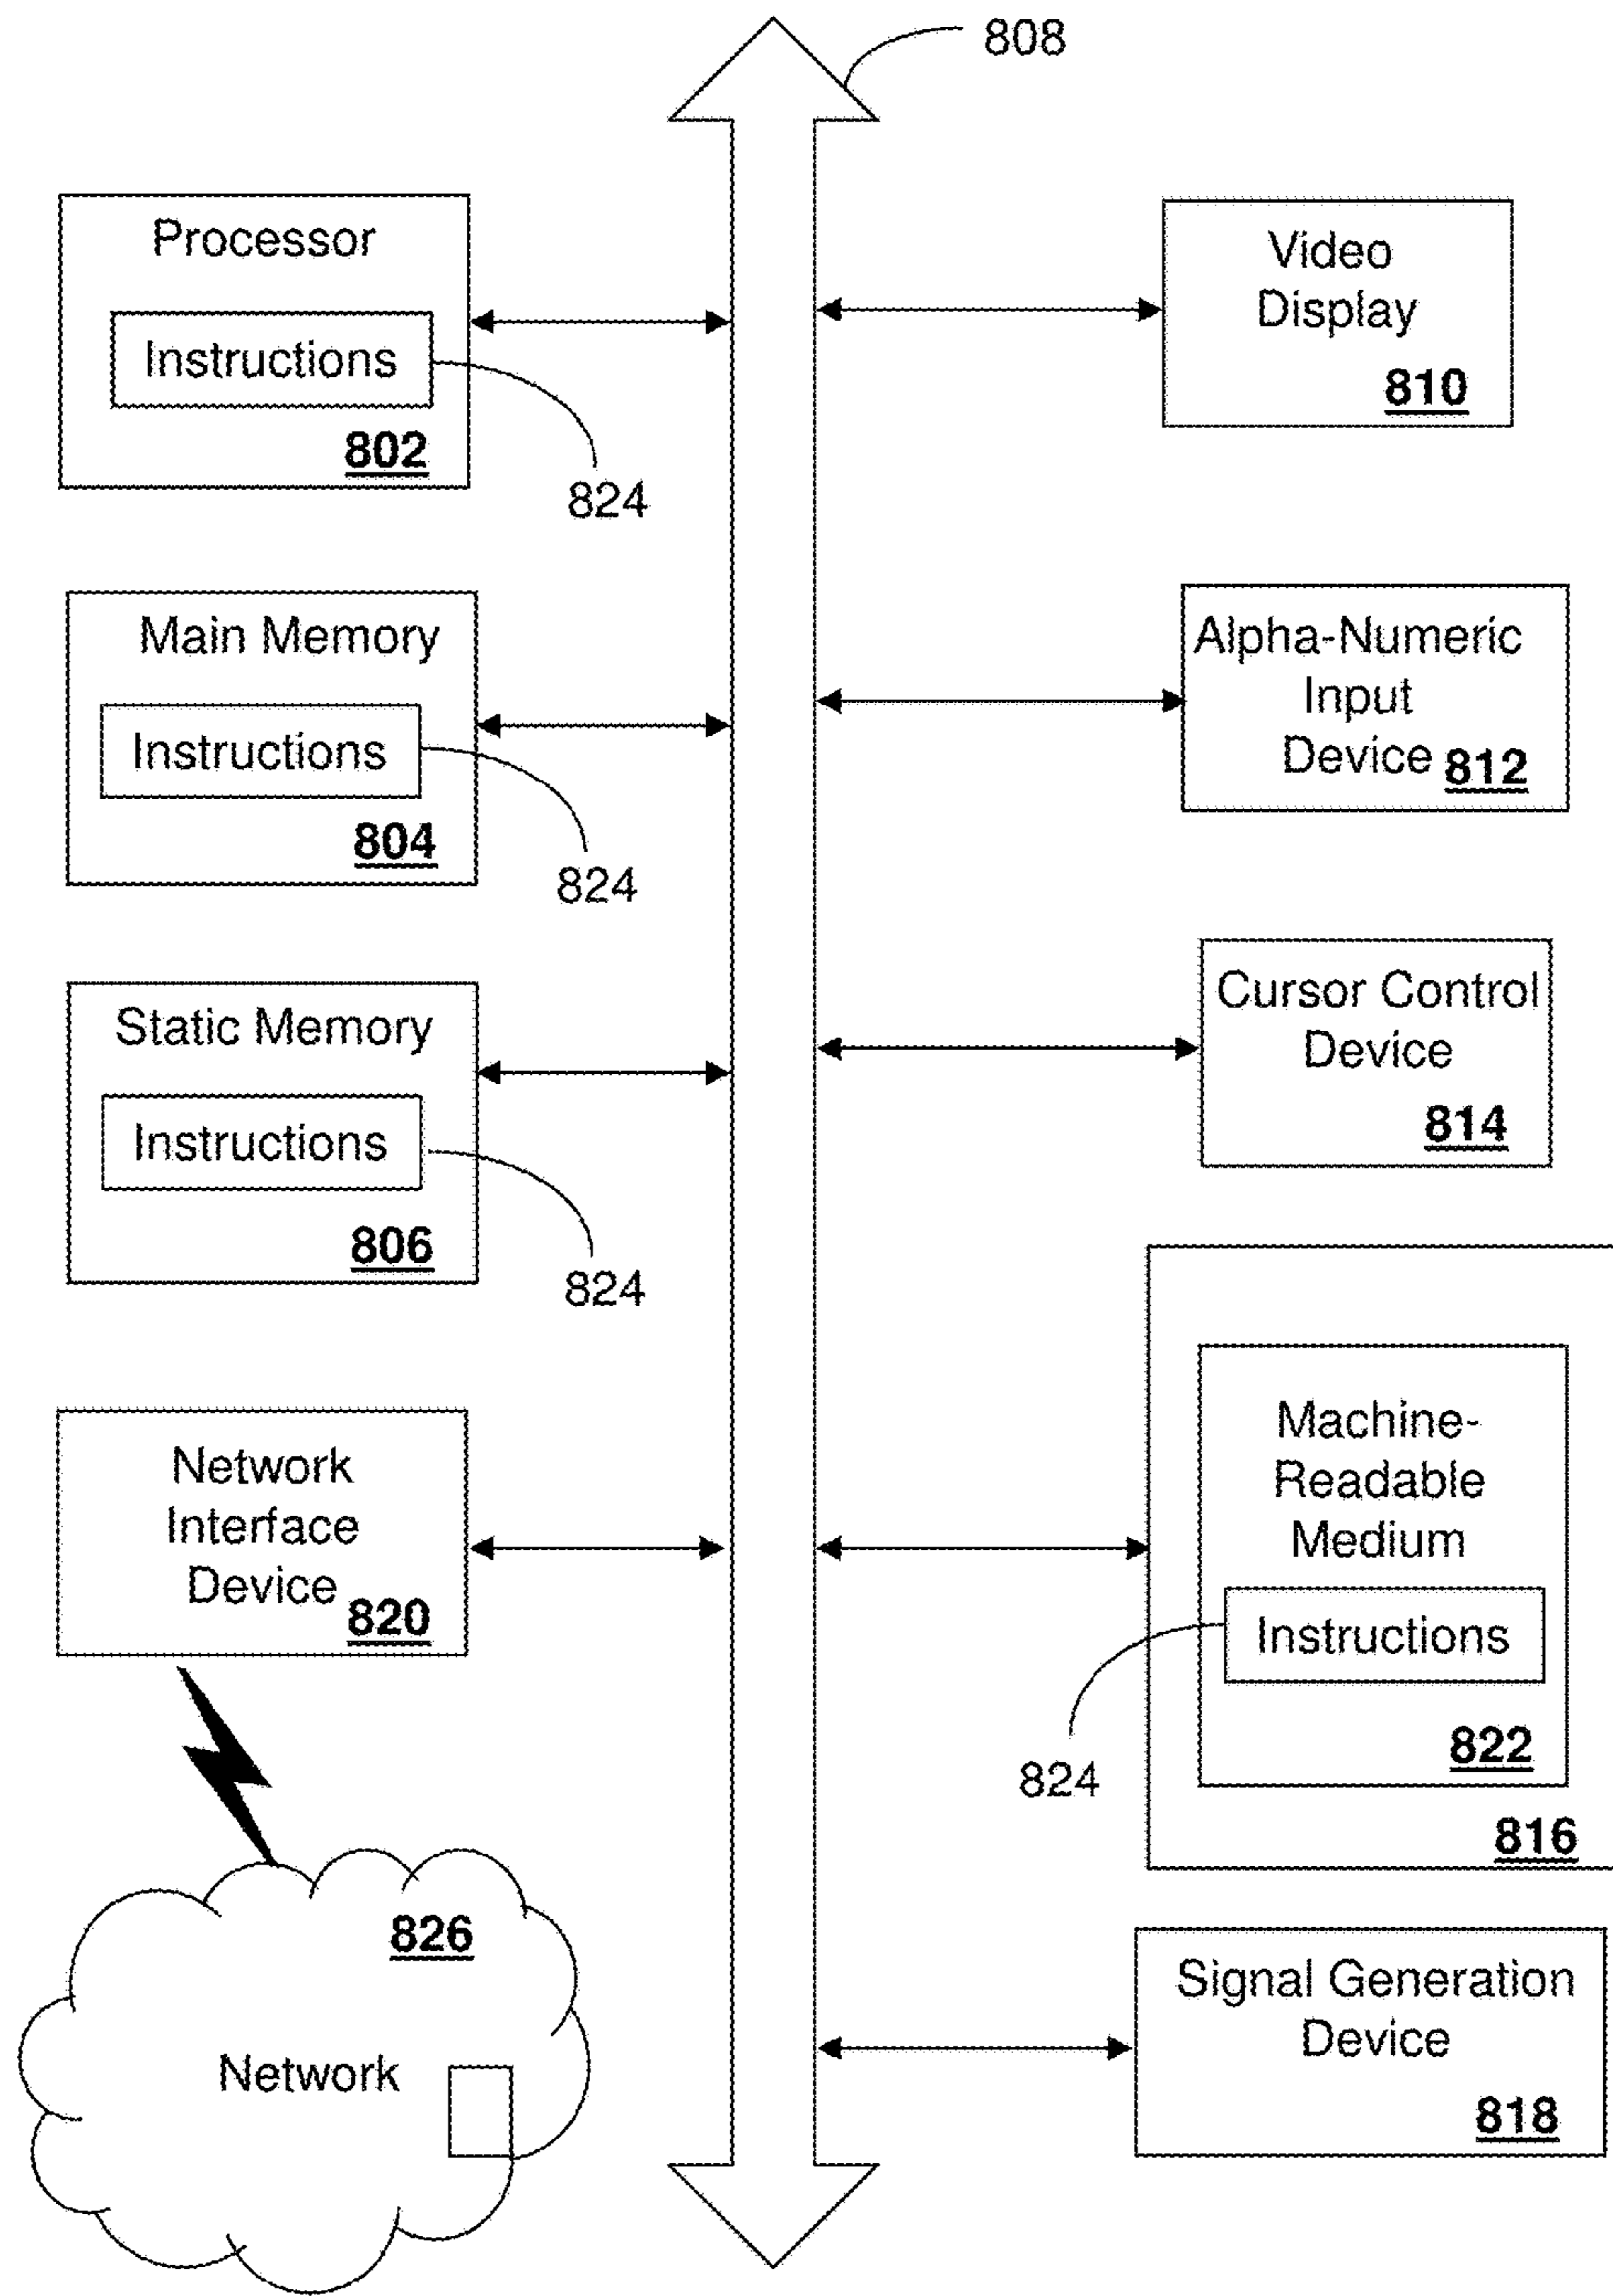 808
Processor
Instructions
802
824
Main Memory
Instructions
804
824
Static Memory
Instructions
806
824
Network
Interface
Device
820
826
Network
Video
Display
810
Alpha-Numeric
Input
Device 812
Cursor Control
Device
814
Machine-
Readable
Medium
Instructions
822
824
816
Signal Generation
Device
818